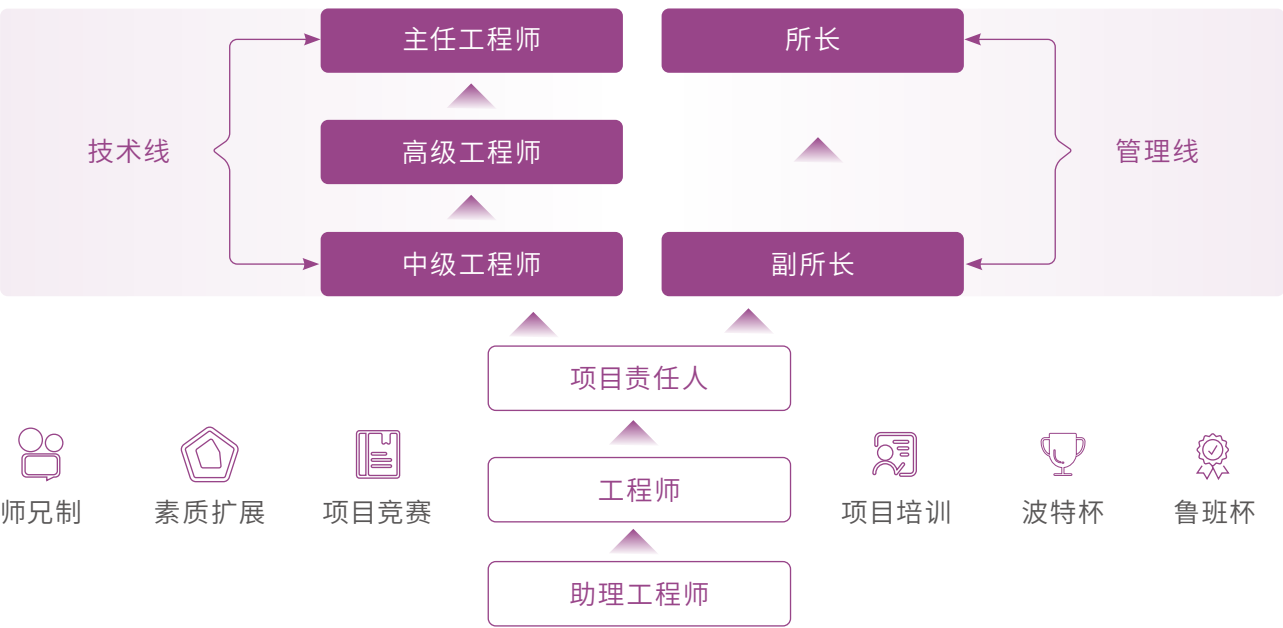 主任工程师
所长
技术线
高级工程师
管理线
中级工程师
副所长
项目责任人
师兄制
素质扩展
项目竞赛
工程师
项目培训
波特杯
鲁班杯
助理工程师